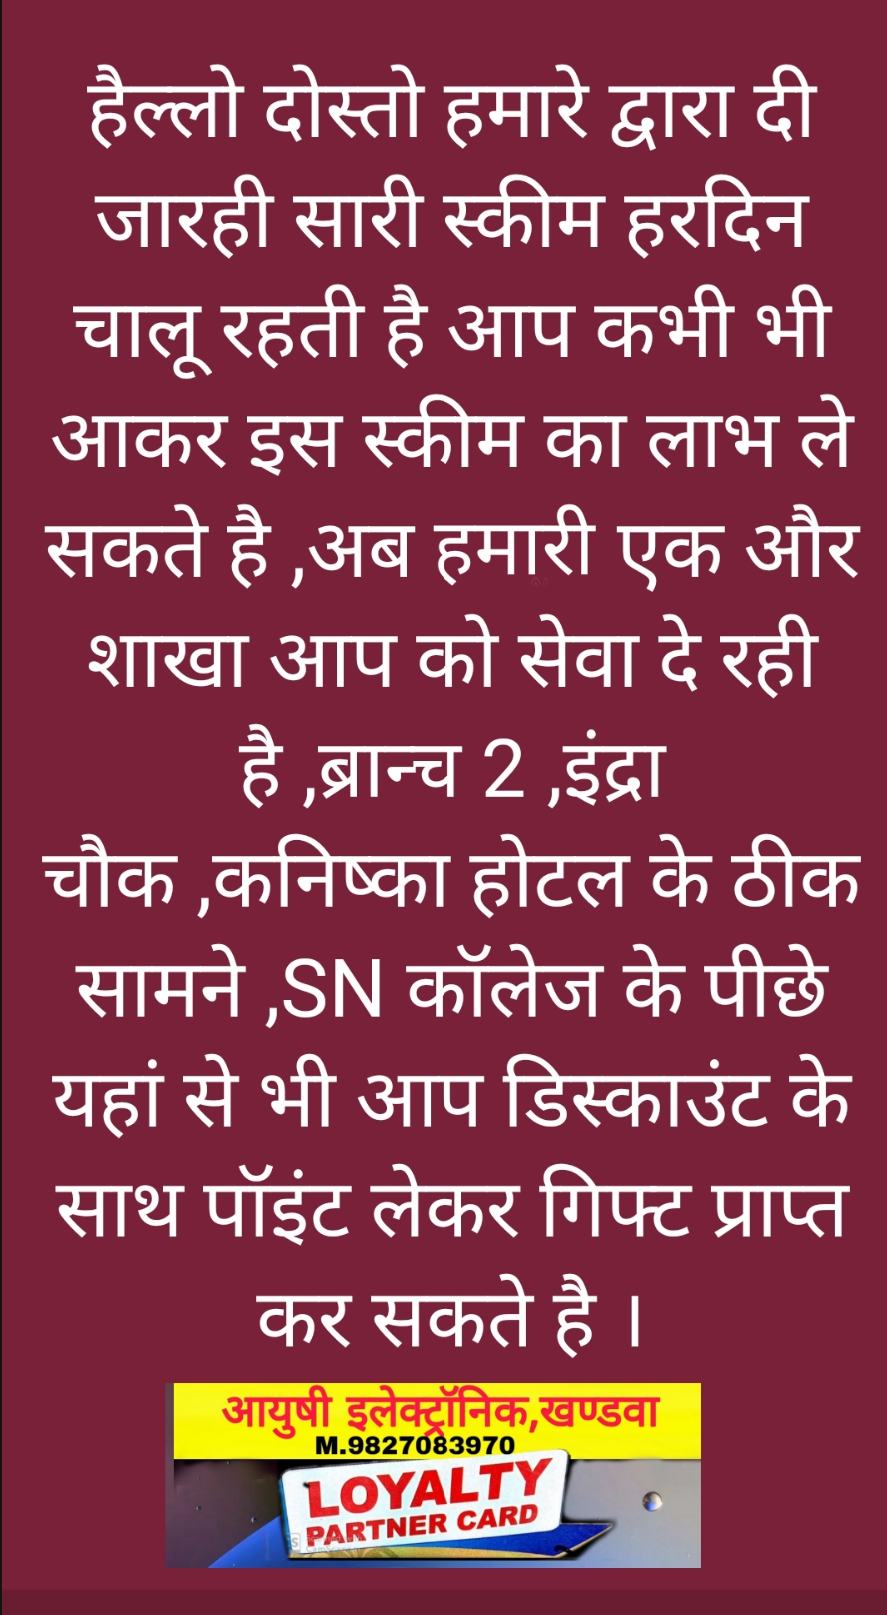 हैल्लो दोस्तो हमारे द्वारा दी
जारही सारी स्कीम हरदिन
चालू रहती है आप कभी भी
आकर इस स्कीम का लाभ ले
सकते है ,अब हमारी एक और
शाखा आप को सेवा दे रही
है ,ब्रान्च 2 ,इंद्रा
चौक ,कनिष्का होटल के ठीक
सामने ,SN कॉलेज के पीछे
यहां से भी आप डिस्काउंट के
साथ पॉइंट लेकर गिफ्ट प्राप्त
कर सकते है ।
आयुषी इलेक्ट्रॉनिक,खण्डवा
M.9827083970
LOYALTY
PARTNER CARD